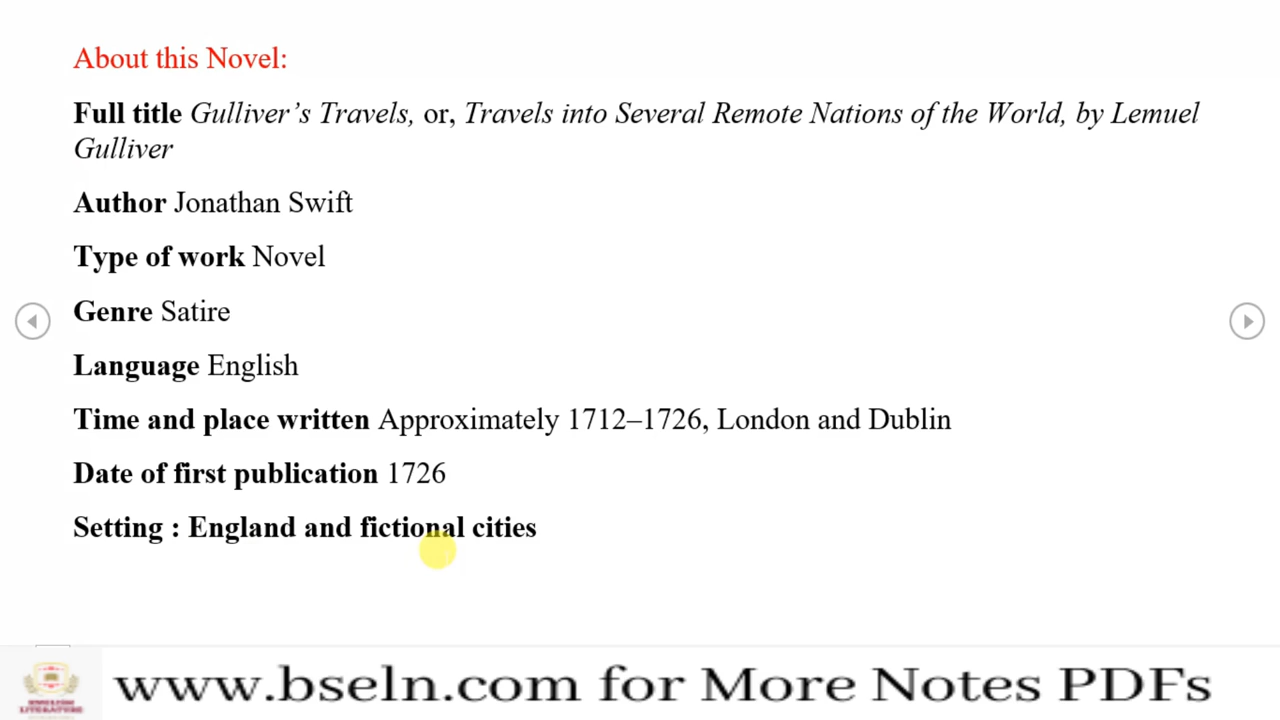 About this Novel:
Full title Gulliver’s Travels, or, Travels into Several Remote Nations of the World, by Lemuel
Gulliver
Author Jonathan Swift
Type of work Novel
Genre Satire
Language English
Time and place written Approximately 1712–1726, London and Dublin
Date of first publication 1726
Setting : England and fictional cities
www.bseln.com for More Notes PDFs
ENGLISH
LITERATURE